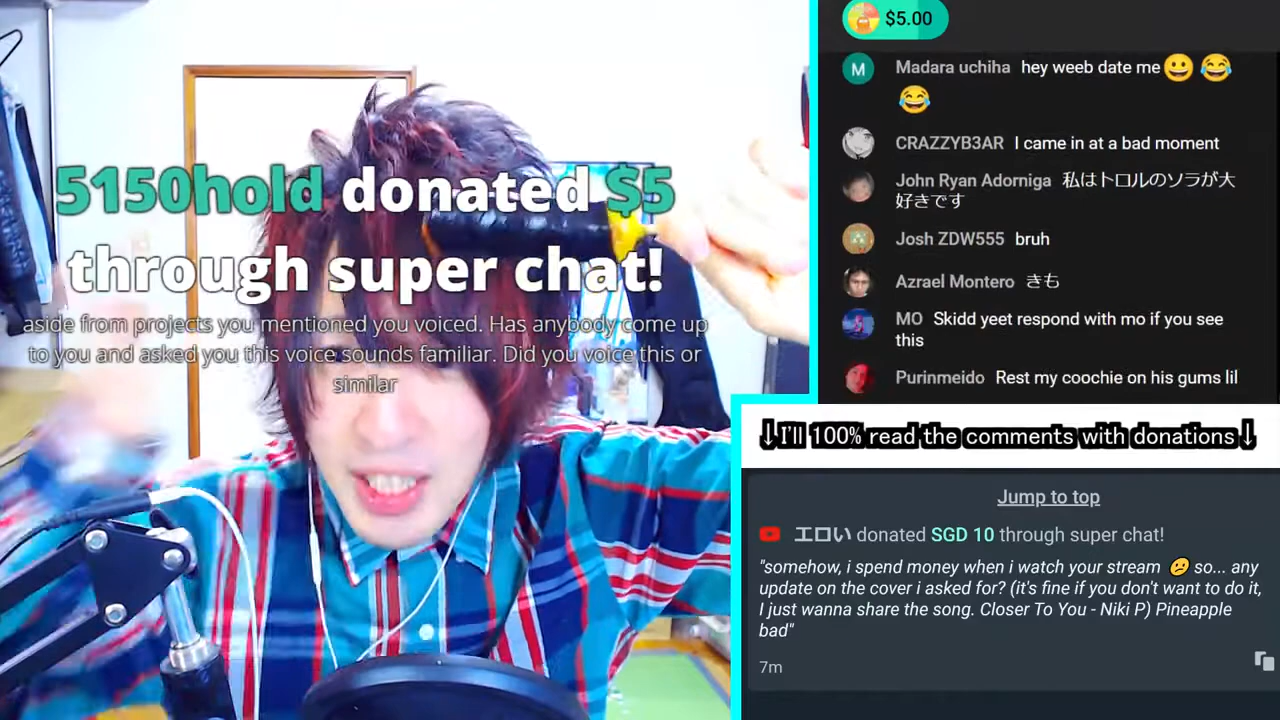 5150hold donated $5
through super chat!
aside from projects you mentioned you voiced. Has anybody come up
to you and asked you this voice sounds familiar. Did you voice this or
similar
$5.00
M
Madara uchiha hey weeb date me😀😂
😂
CRAZZYB3AR I came in at a bad moment
John Ryan Adorniga 私はトロルのソラが大
好きです
Josh ZDW555 bruh
Azrael Montero きも
MO Skidd yeet respond with mo if you see
this
Purinmeido Rest my coochie on his gums lil
↓I'll 100% read the comments with donations↓
Jump to top
エロい donated SGD 10 through super chat!
"somehow, i spend money when i watch your stream 🫤 so... any
update on the cover i asked for? (it's fine if you don't want to do it,
I just wanna share the song. Closer To You - Niki P) Pineapple
bad"
7m